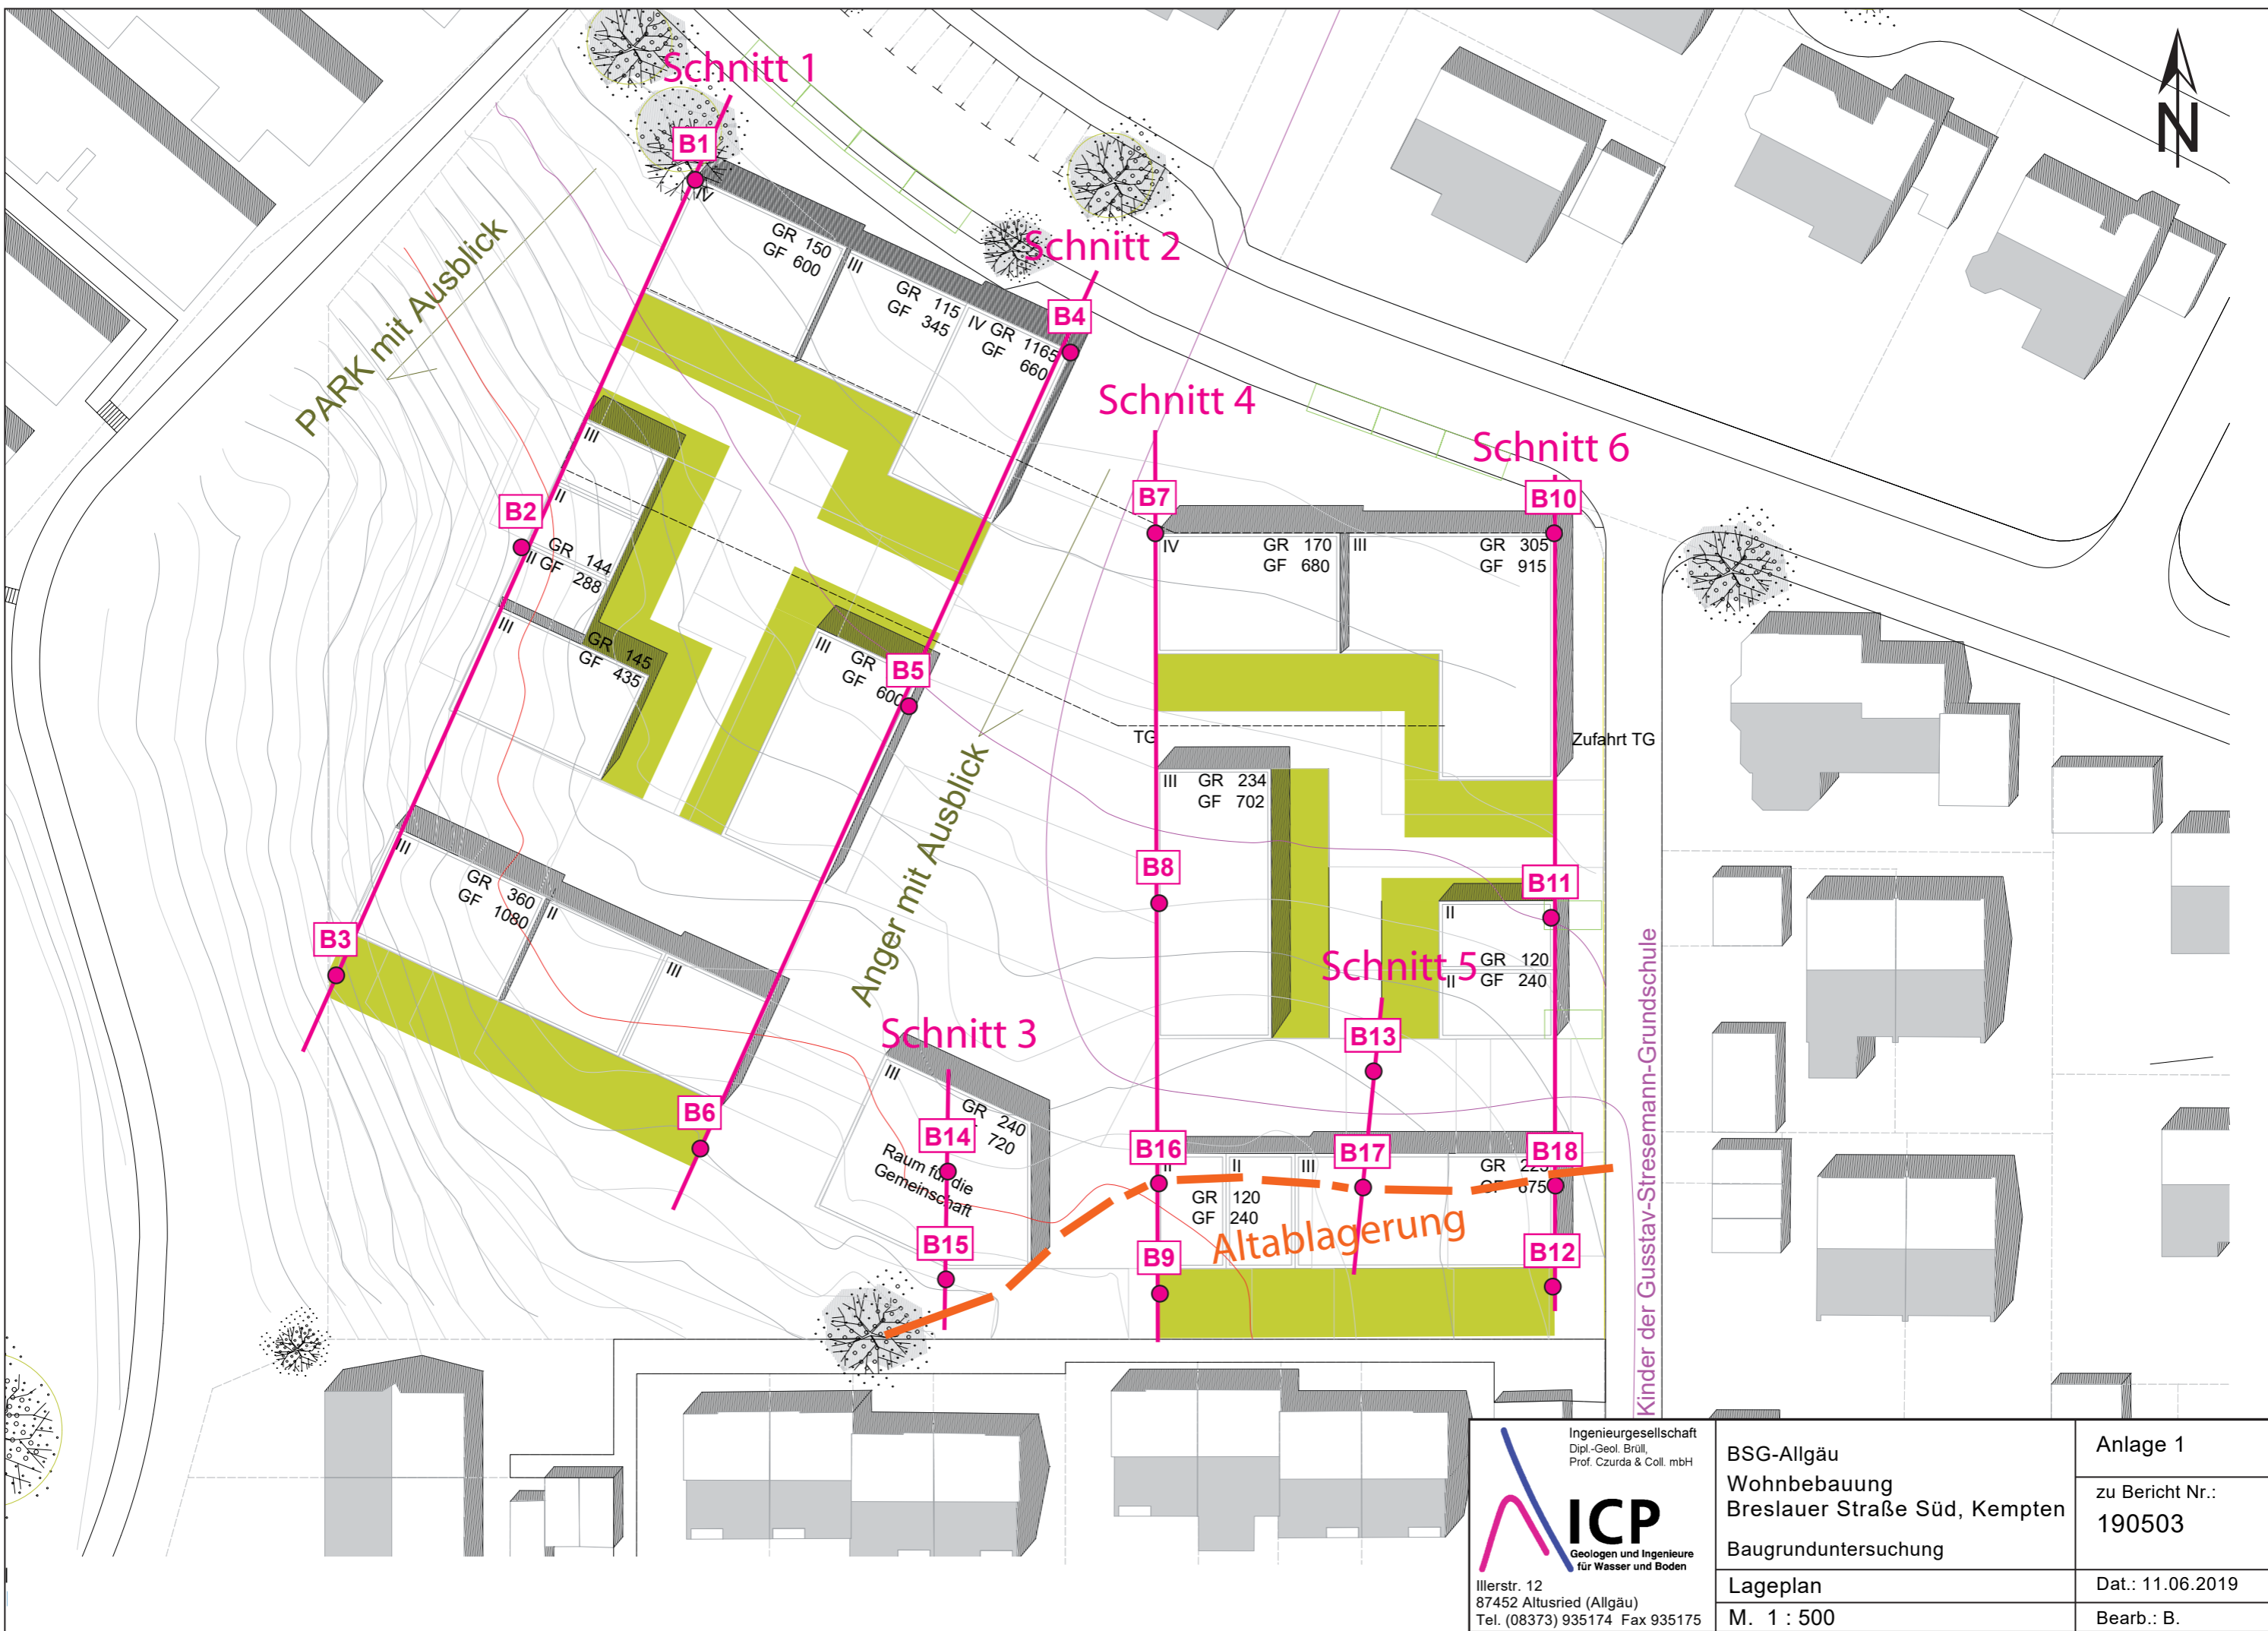 Schnitt 1
B1
IV
GR 150
GF 600
III
GR 115
GF 345
IV GR 1165
GF 660
Schnitt 2
B4
PARK mit Ausblick
Schnitt 4
Schnitt 6
B7
B10
IV
GR 170
GF 680
III
GR 305
GF 915
III
II
B2
GR 144
II GF 288
III
GR 145
GF 435
III GR
GF 600
B5
TG
Zufahrt TG
Anger mit Ausblick
III GR 234
GF 702
B8
B11
II
GR 120
II GF 240
Schnitt 5
B13
III
GR 360
GF 1080
II
III
B3
B6
Schnitt 3
III
GR 240
720
B14
Raum für die
Gemeinschaft
B15
B16
II
II
III
B17
B18
GR
GF 675
GR 120
GF 240
Altablagerung
B9
B12
Kinder der Gusstav-Stresemann-Grundschule
N
Ingenieurgesellschaft
Dipl.-Geol. Brüll,
Prof. Czurda & Coll. mbH
ICP
Geologen und Ingenieure
für Wasser und Boden
Illerstr. 12
87452 Altusried (Allgäu)
Tel. (08373) 935174 Fax 935175
BSG-Allgäu
Wohnbebauung
Breslauer Straße Süd, Kempten
Baugrunduntersuchung
Lageplan
M. 1 : 500
Anlage 1
zu Bericht Nr.:
190503
Dat.: 11.06.2019
Bearb.: B.